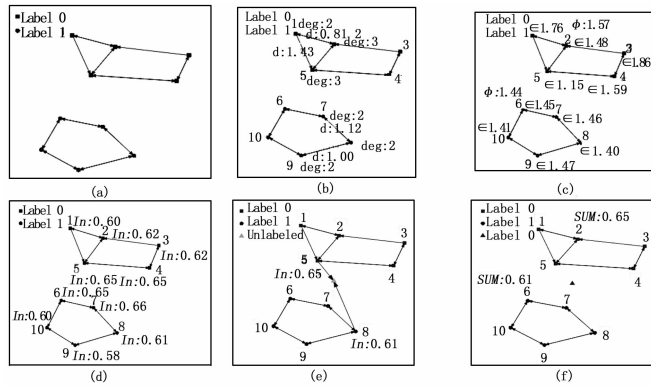 Label 0
Label 1
(a)
Label 0
Label 1
1 deg:2
d:0.81,2
deg:3
3
d:1.43
5
deg:3
4
6
7
deg:2
d:1.12
10
deg:2
9
d:1.00
deg:2
(b)
Label 0
Label 1
1
∈1.76
ϕ:1.57
2
∈1.48
3
∈1.86
5
4
∈1.15
∈1.59
ϕ:1.44
6
∈1.45
7
∈1.46
∈1.41
10
8
∈1.40
9
∈1.47
(c)
Label 0
Label 1
1
In:0.60
2
In:0.62
3
In:0.62
5
4
In:0.65
In:0.65
6
In:0.65
7
In:0.66
In:0.60
10
8
In:0.61
9
In:0.58
(d)
Label 0
Label 1
Unlabeled
1
2
3
5
4
In:0.65
6
7
10
8
9
In:0.61
(e)
Label 0
Label 1
Label 0
1
SUM:0.65
2
3
5
4
SUM:0.61
6
7
10
8
9
(f)